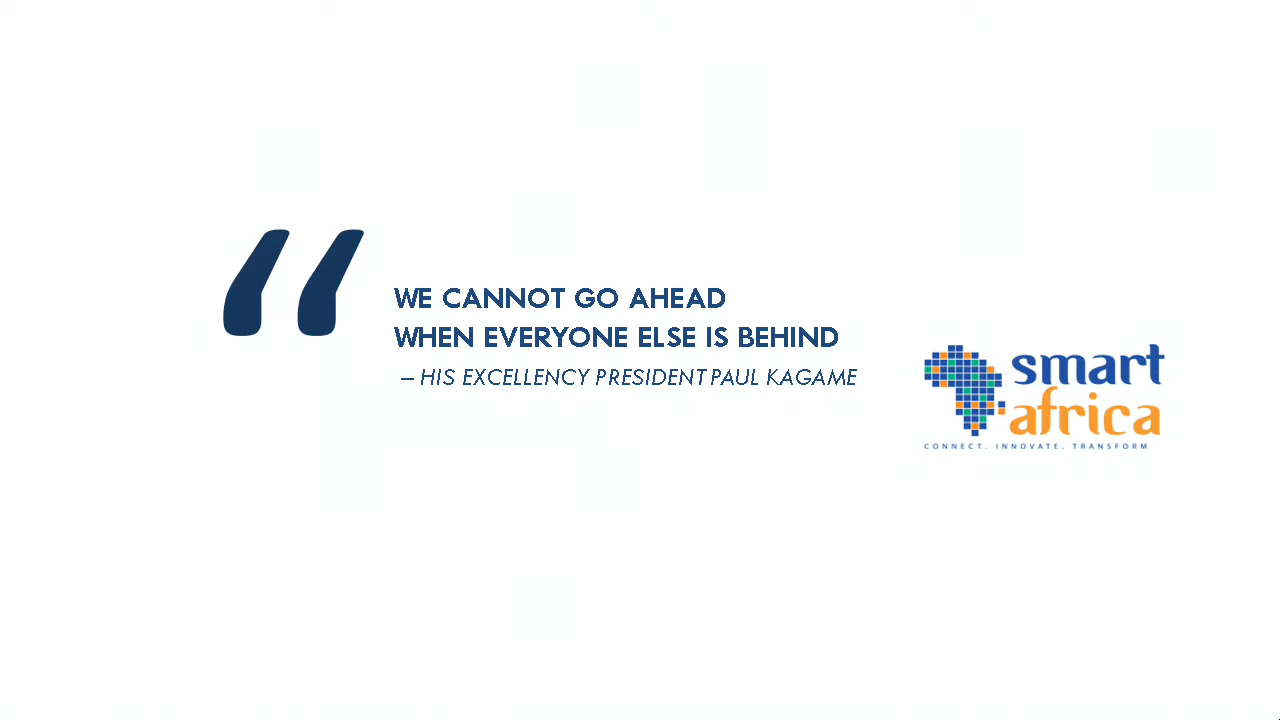 “
WE CANNOT GO AHEAD
WHEN EVERYONE ELSE IS BEHIND
– HIS EXCELLENCY PRESIDENT PAUL KAGAME
smart
africa
CONNECT. INNOVATE. TRANSFORM